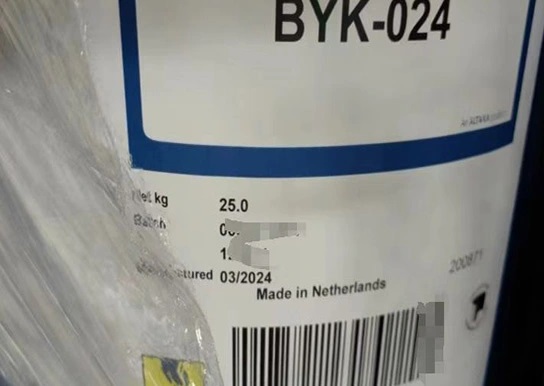 BYK-024
Net kg 25.0
Batch
03/2024
Made in Netherlands
200871